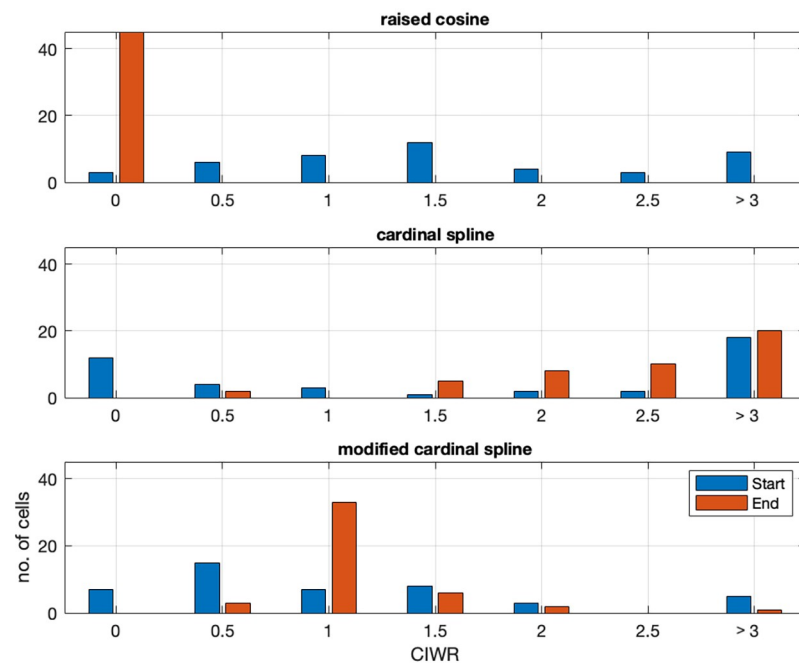 raised cosine
40
20
0
0 0.5 1 1.5 2 2.5 > 3
cardinal spline
40
20
0
0 0.5 1 1.5 2 2.5 > 3
modified cardinal spline
no. of cells
40
20
0
Start
End
0 0.5 1 1.5 2 2.5 > 3
CIWR